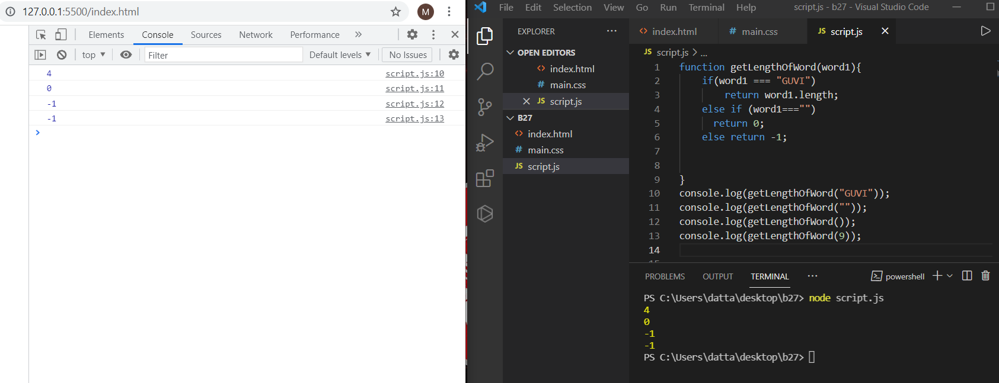 127.0.0.1:5500/index.html
M
Elements Console Sources Network Performance »
top ▼ Filter Default levels ▼ No Issues
4 script.js:10
0 script.js:11
-1 script.js:12
-1 script.js:13
>
File Edit Selection View Go Run Terminal Help script.js - b27 - Visual Studio Code
EXPLORER ...
OPEN EDITORS
<> index.html
# main.css
× JS script.js
B27
<> index.html
# main.css
JS script.js
<> index.html # main.css JS script.js ×
JS script.js > ...
1 function getLengthOfWord(word1){
2 if(word1 === "GUVI")
3 return word1.length;
4 else if (word1==="")
5 return 0;
6 else return -1;
7
8
9 }
10 console.log(getLengthOfWord("GUVI"));
11 console.log(getLengthOfWord(""));
12 console.log(getLengthOfWord());
13 console.log(getLengthOfWord(9));
14
PROBLEMS OUTPUT TERMINAL ... powershell
PS C:\Users\datta\desktop\b27> node script.js
4
0
-1
-1
PS C:\Users\datta\desktop\b27>